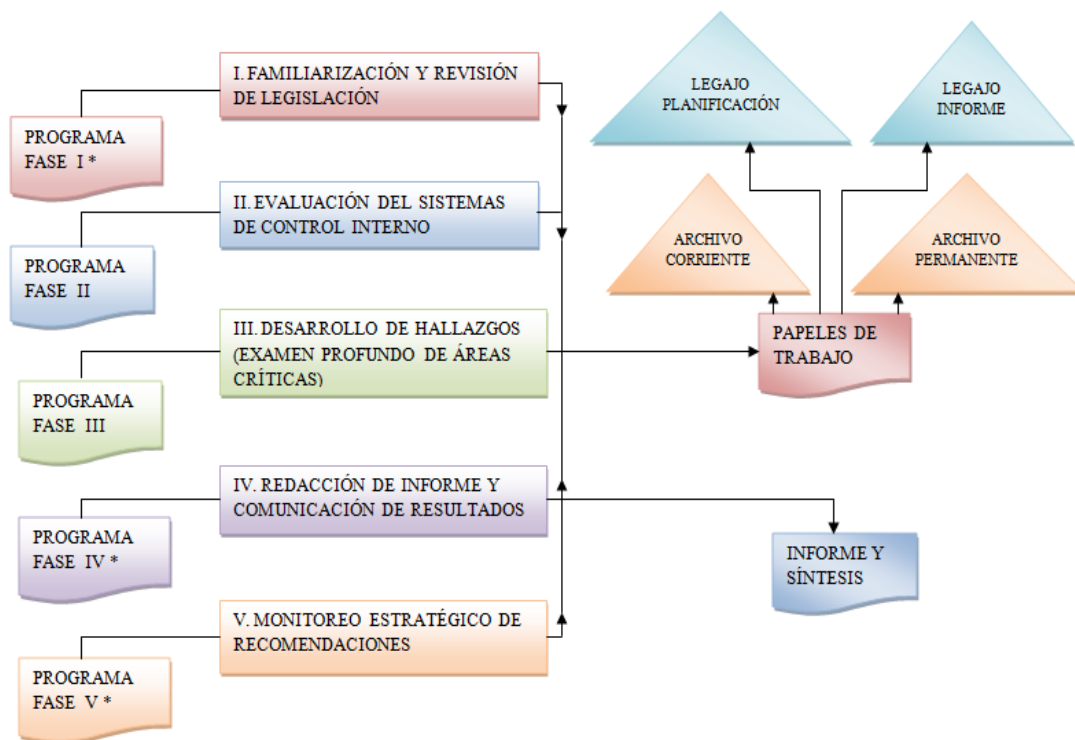 I. FAMILIARIZACIÓN Y REVISIÓN
DE LEGISLACIÓN
PROGRAMA
FASE I *
II. EVALUACIÓN DEL SISTEMAS
DE CONTROL INTERNO
PROGRAMA
FASE II
III. DESARROLLO DE HALLAZGOS
(EXAMEN PROFUNDO DE ÁREAS
CRÍTICAS)
PROGRAMA
FASE III
IV. REDACCIÓN DE INFORME Y
COMUNICACIÓN DE RESULTADOS
PROGRAMA
FASE IV *
V. MONITOREO ESTRATÉGICO DE
RECOMENDACIONES
PROGRAMA
FASE V *
LEGAJO
PLANIFICACIÓN
LEGAJO
INFORME
ARCHIVO
CORRIENTE
ARCHIVO
PERMANENTE
PAPELES DE
TRABAJO
INFORME Y
SÍNTESIS